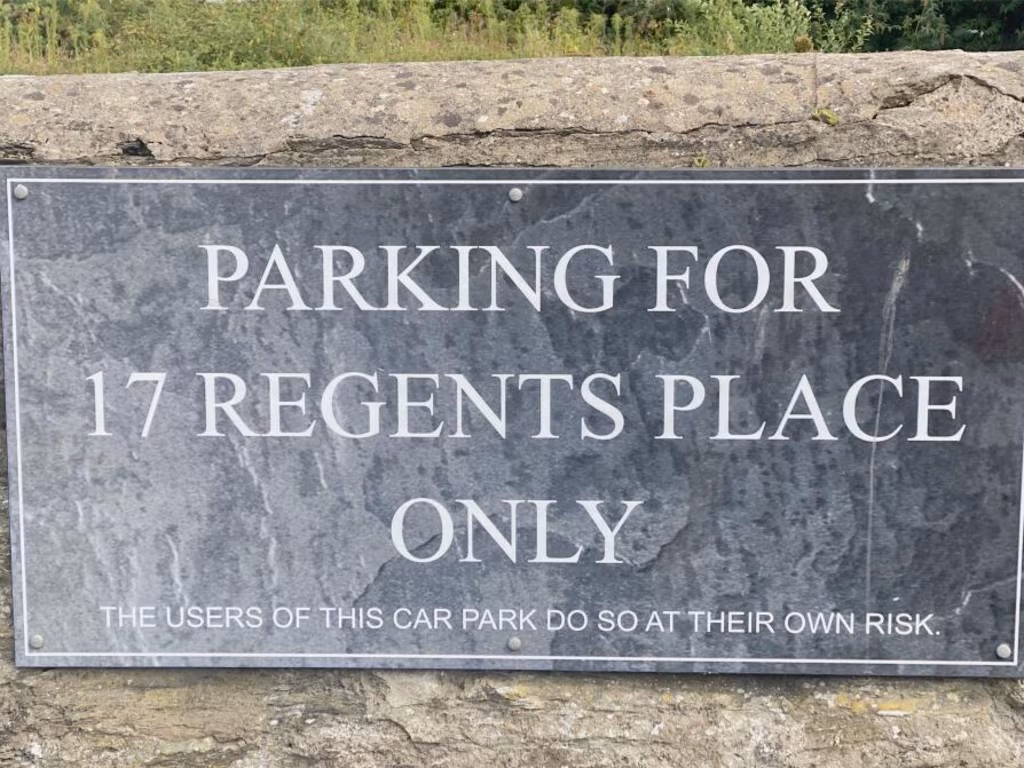 PARKING FOR
17 REGENTS PLACE
ONLY
THE USERS OF THIS CAR PARK DO SO AT THEIR OWN RISK.